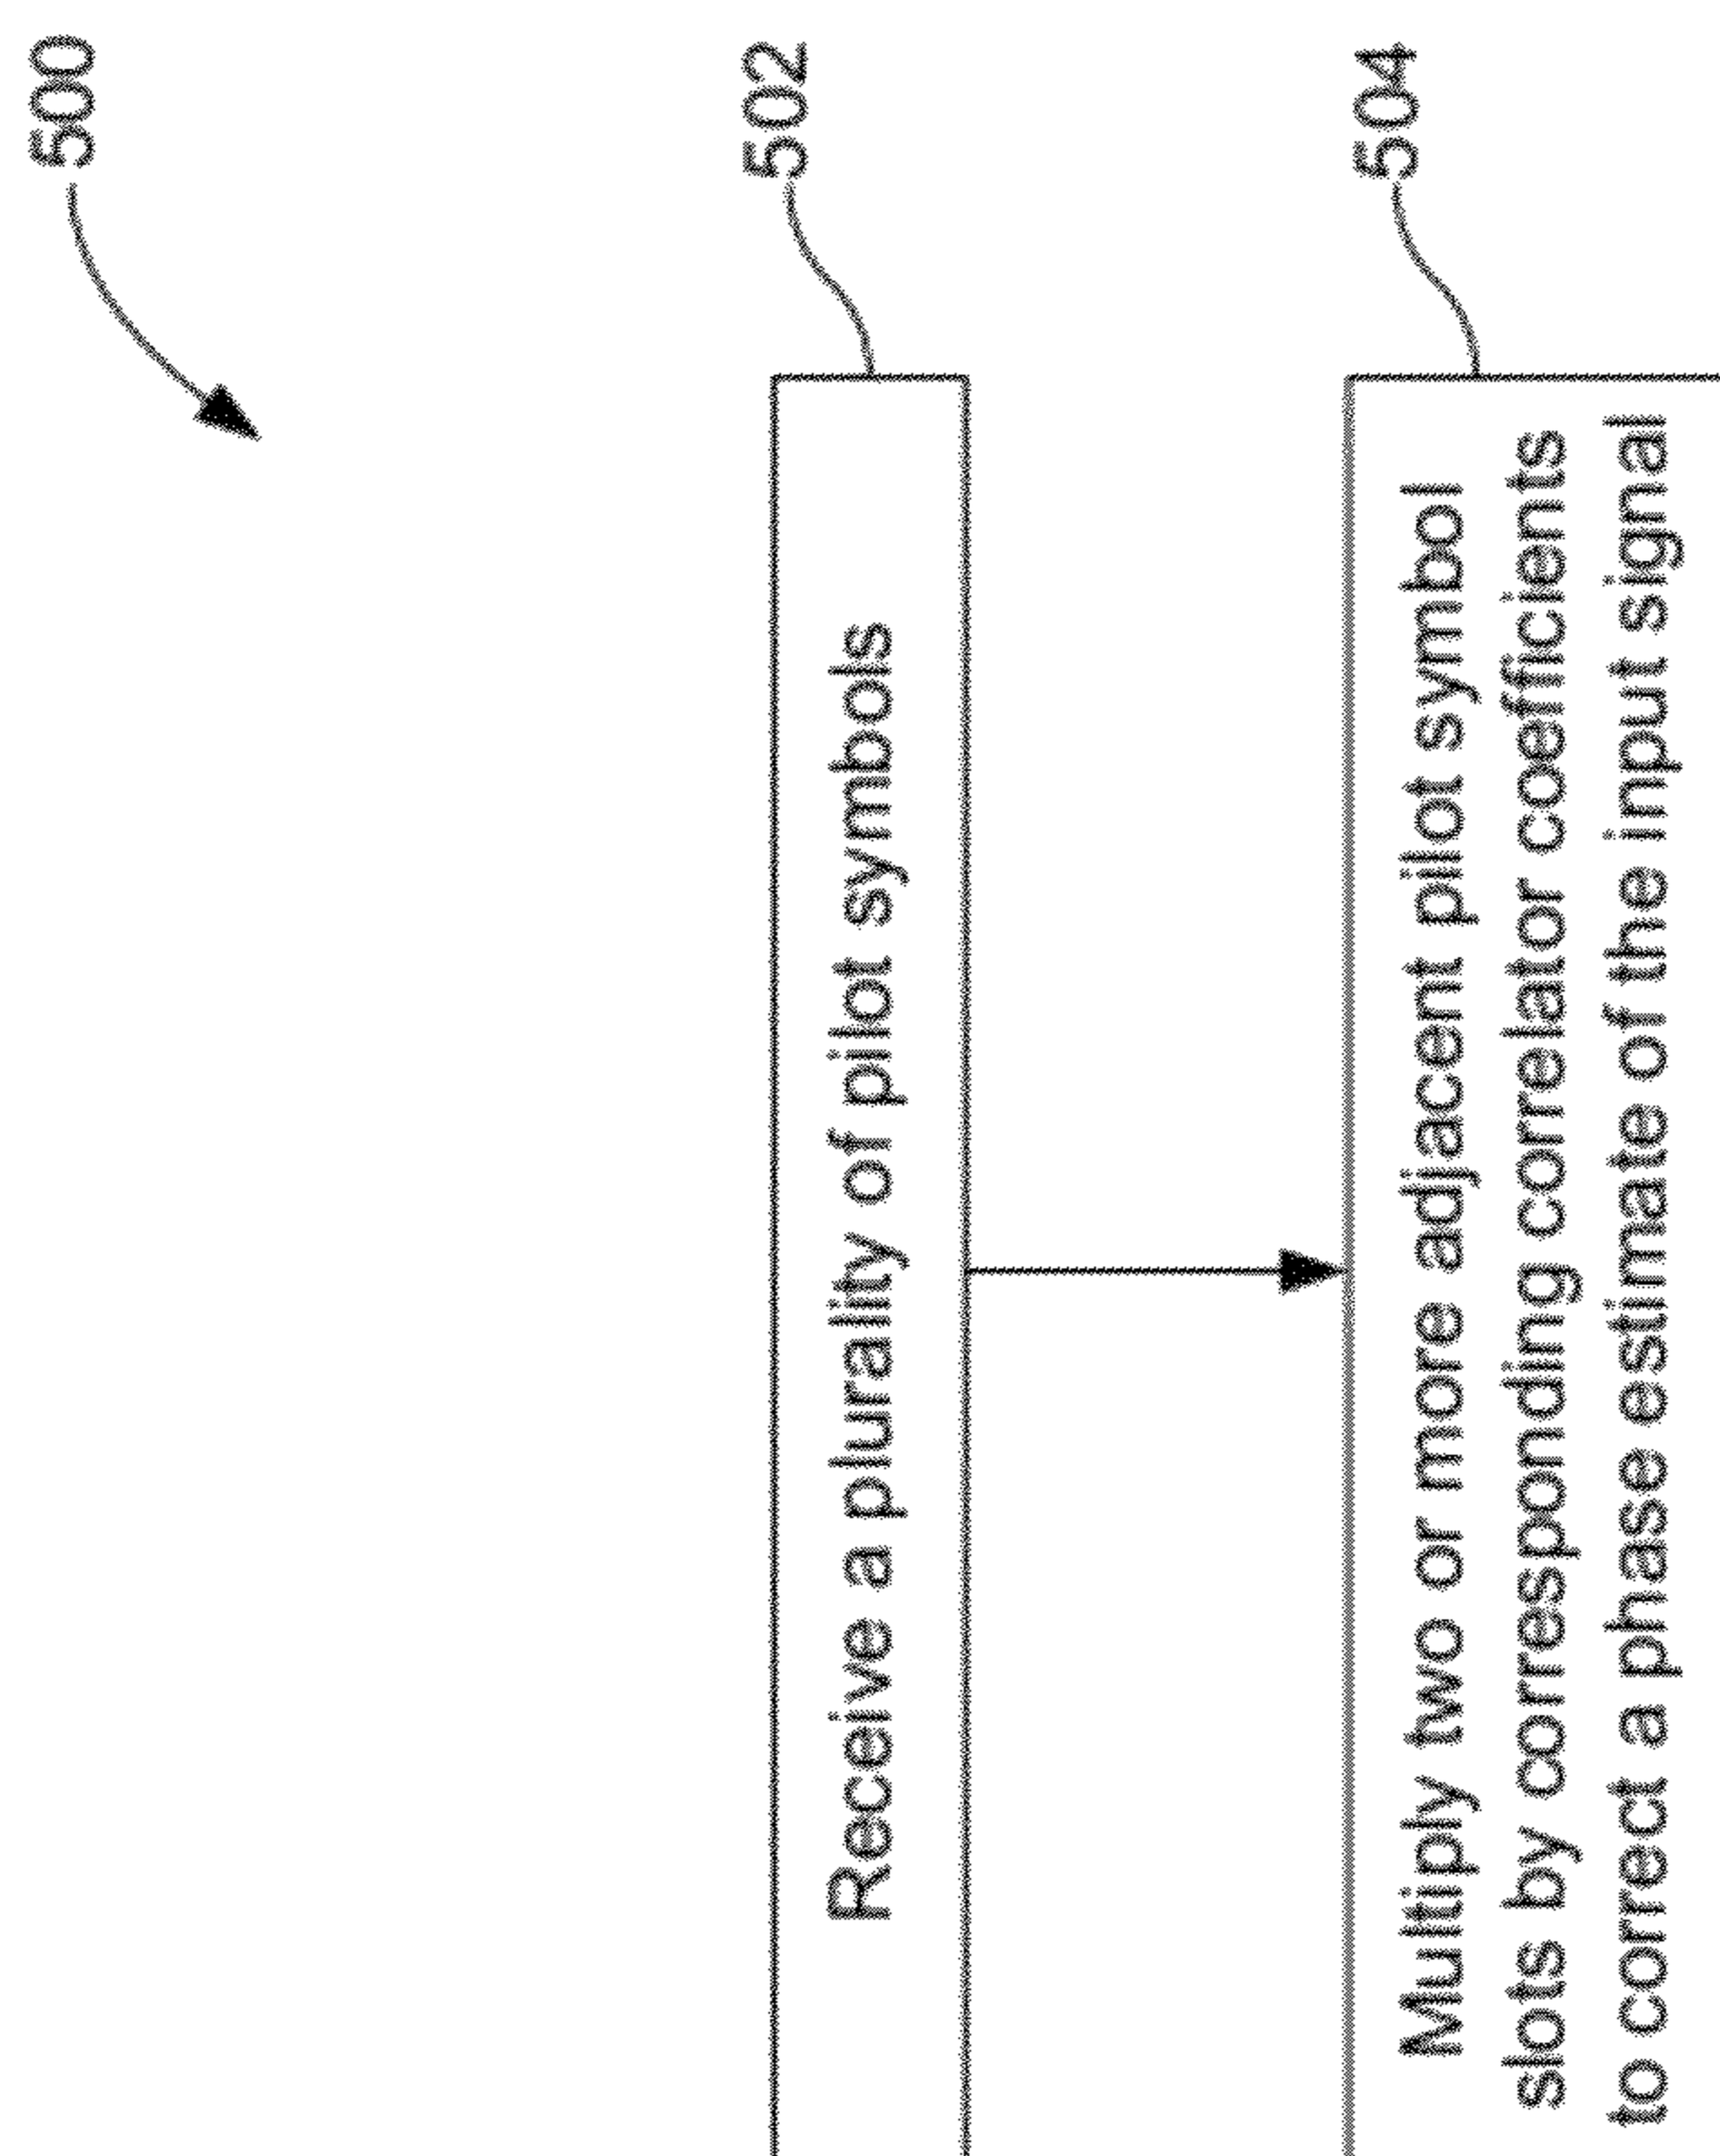 500
502
Receive a plurality of pilot symbols
504
Multiply two or more adjacent pilot symbol
slots by corresponding correlator coefficients
to correct a phase estimate of the input signal